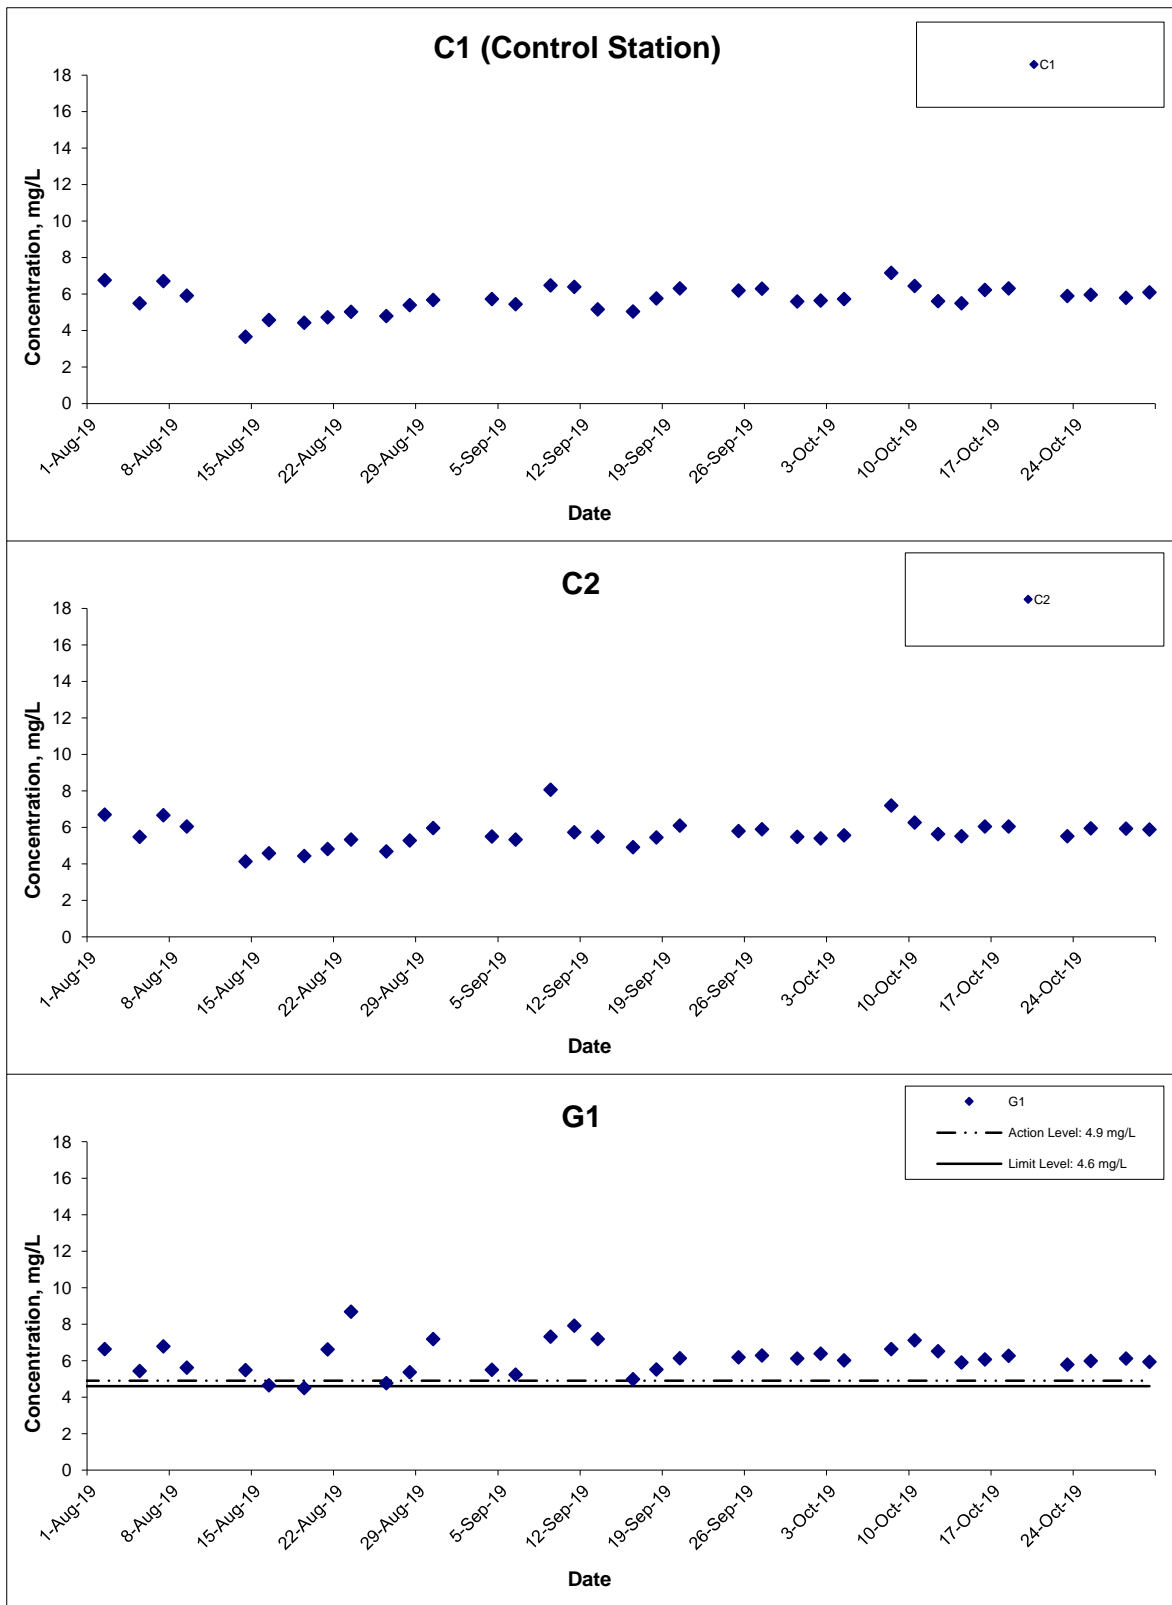 C1 (Control Station)
C1
Concentration, mg/L
18
16
14
12
10
8
6
4
2
0
1-Aug-19
8-Aug-19
15-Aug-19
22-Aug-19
29-Aug-19
5-Sep-19
12-Sep-19
19-Sep-19
26-Sep-19
3-Oct-19
10-Oct-19
17-Oct-19
24-Oct-19
Date
C2
C2
Concentration, mg/L
18
16
14
12
10
8
6
4
2
0
1-Aug-19
8-Aug-19
15-Aug-19
22-Aug-19
29-Aug-19
5-Sep-19
12-Sep-19
19-Sep-19
26-Sep-19
3-Oct-19
10-Oct-19
17-Oct-19
24-Oct-19
Date
G1
G1
Action Level: 4.9 mg/L
Limit Level: 4.6 mg/L
Concentration, mg/L
18
16
14
12
10
8
6
4
2
0
1-Aug-19
8-Aug-19
15-Aug-19
22-Aug-19
29-Aug-19
5-Sep-19
12-Sep-19
19-Sep-19
26-Sep-19
3-Oct-19
10-Oct-19
17-Oct-19
24-Oct-19
Date